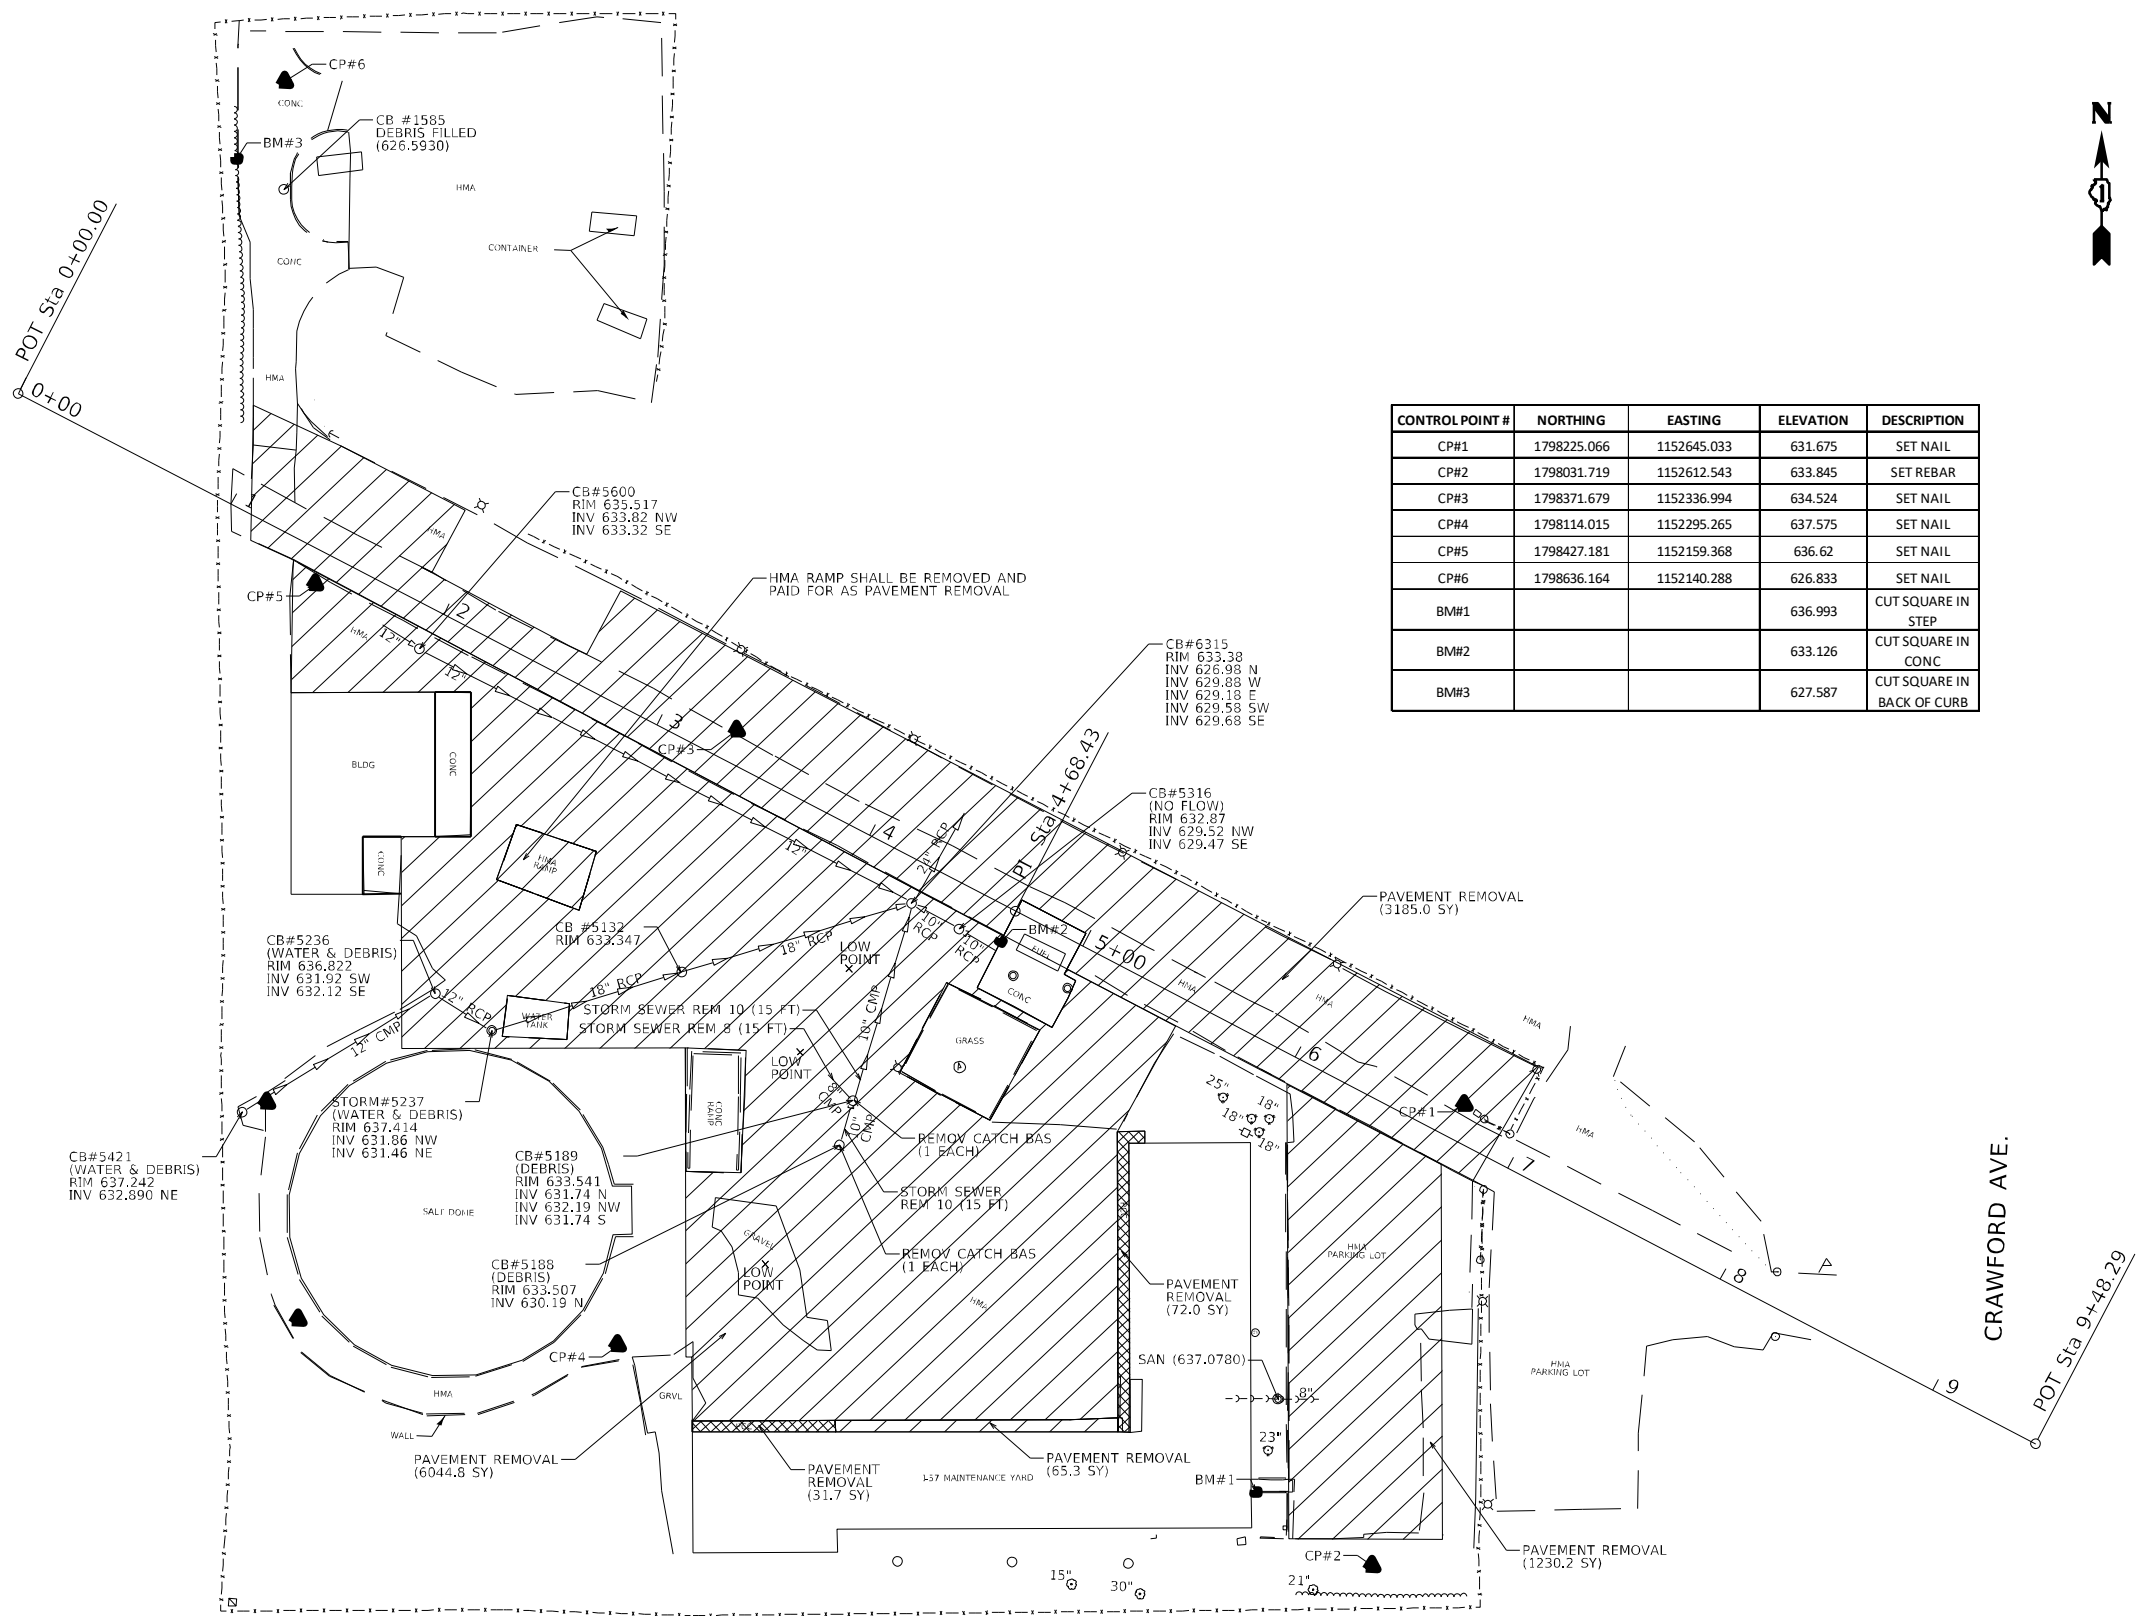 CP#6
CONC
CB #1585
DEBRIS FILLED
(626.5930)
BM#3
HMA
N
CONTAINER
CONC
POT Sta 0+00.00
HMA
0+00
1
CONTROL POINT # NORTHING EASTING ELEVATION DESCRIPTION
CP#1 1798225.066 1152645.033 631.675 SET NAIL
CP#2 1798031.719 1152612.543 633.845 SET REBAR
CP#3 1798371.679 1152336.994 634.524 SET NAIL
CP#4 1798114.015 1152295.265 637.575 SET NAIL
CP#5 1798427.181 1152159.368 636.62 SET NAIL
CP#6 1798636.164 1152140.288 626.833 SET NAIL
BM#1 636.993 CUT SQUARE IN
STEP
BM#2 633.126 CUT SQUARE IN
CONC
BM#3 627.587 CUT SQUARE IN
BACK OF CURB
CB#5600
RIM 635.517
INV 633.82 NW
INV 633.32 SE
HMA
HMA RAMP SHALL BE REMOVED AND
PAID FOR AS PAVEMENT REMOVAL
CP#5
2
HMA
12"
12"
CB#6315
RIM 633.38
INV 626.98 N
INV 629.88 W
INV 629.18 E
INV 629.58 SW
INV 629.68 SE
3
CP#3
BLDG
CONC
PI Sta 4+68.43
CB#5316
(NO FLOW)
RIM 632.87
INV 629.52 NW
INV 629.47 SE
4
12"
24" RCP
CONC
HMA
RAMP
PAVEMENT REMOVAL
(3185.0 SY)
CB #5132
RIM 633.347
18" RCP
LOW
POINT
10"
RCP
10"
RCP
BM#2
FUEL
5+00
CB#5236
(WATER & DEBRIS)
RIM 636.822
INV 631.92 SW
INV 632.12 SE
18" RCP
12" RCP
WATER
TANK
STORM SEWER REM 10 (15 FT)
STORM SEWER REM 8 (15 FT)
10" CMP
CONC
HMA
HMA
HMA
12" CMP
GRASS
6
LOW
POINT
8"
CMP
25"
18"
18"
18"
CP#1
HMA
STORM#5237
(WATER & DEBRIS)
RIM 637.414
INV 631.86 NW
INV 631.46 NE
CONC
RAMP
10"
CMP
REMOV CATCH BAS
(1 EACH)
7
CB#5421
(WATER & DEBRIS)
RIM 637.242
INV 632.890 NE
CB#5189
(DEBRIS)
RIM 633.541
INV 631.74 N
INV 632.19 NW
INV 631.74 S
STORM SEWER
REM 10 (15 FT)
SALT DOME
GRAVEL
REMOV CATCH BAS
(1 EACH)
HMA
PARKING LOT
CRAWFORD AVE.
CB#5188
(DEBRIS)
RIM 633.507
INV 630.19 N
LOW
POINT
HMA
PAVEMENT
REMOVAL
(72.0 SY)
8
CP#4
SAN (637.0780)
8"
HMA
PARKING LOT
HMA
GRVL
9
POT Sta 9+48.29
WALL
PAVEMENT REMOVAL
(6044.8 SY)
PAVEMENT
REMOVAL
(31.7 SY)
PAVEMENT REMOVAL
(65.3 SY)
I-57 MAINTENANCE YARD
23"
BM#1
CP#2
PAVEMENT REMOVAL
(1230.2 SY)
15"
30"
21"